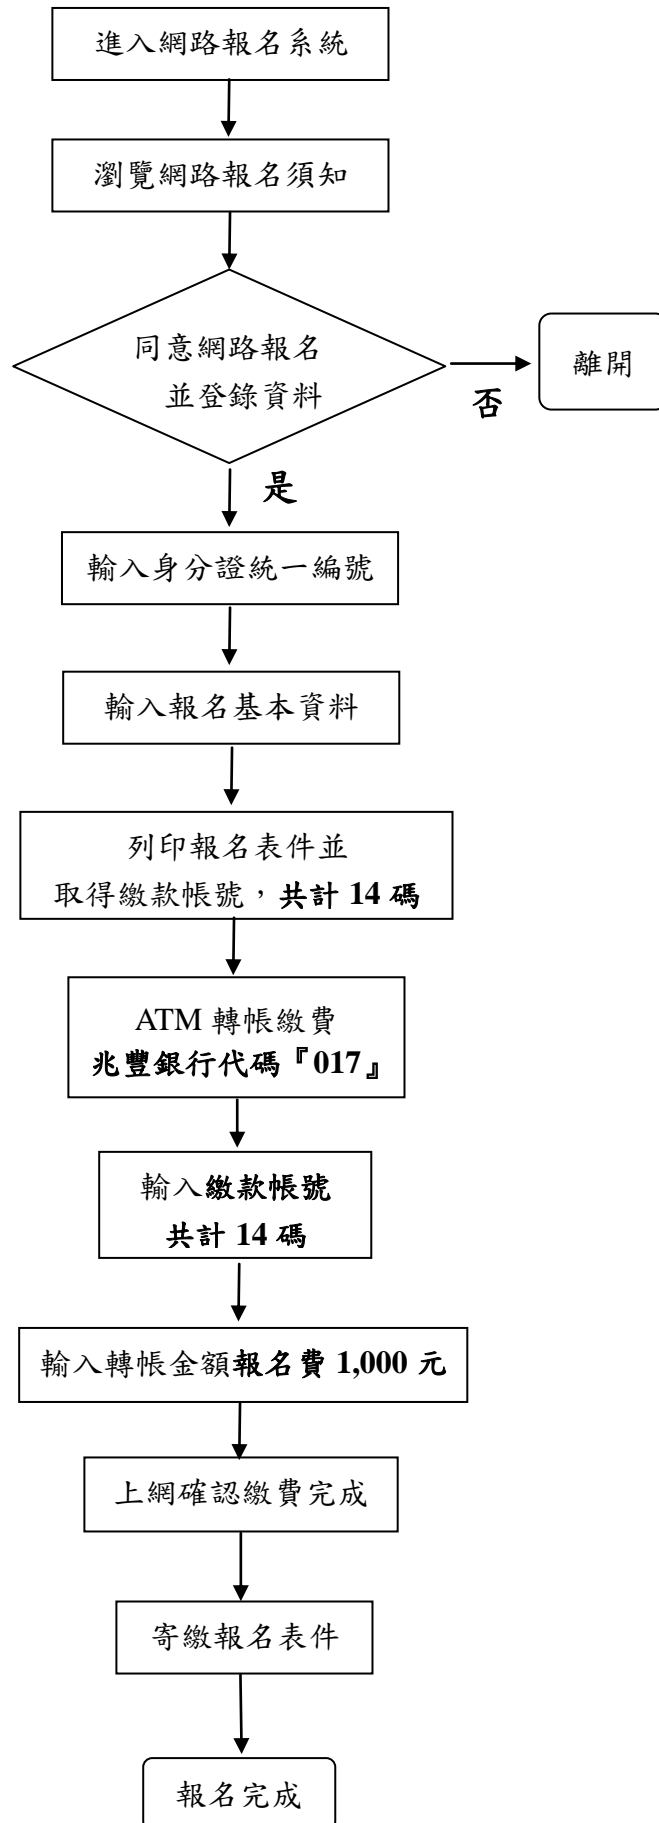 進入網路報名系統
瀏覽網路報名須知
同意網路報名
並登錄資料
離開
否
是
輸入身分證統一編號
輸入報名基本資料
列印報名表件並
取得繳款帳號，共計 14 碼
ATM 轉帳繳費
兆豐銀行代碼『017』
輸入繳款帳號
共計 14 碼
輸入轉帳金額報名費 1,000 元
上網確認繳費完成
寄繳報名表件
報名完成